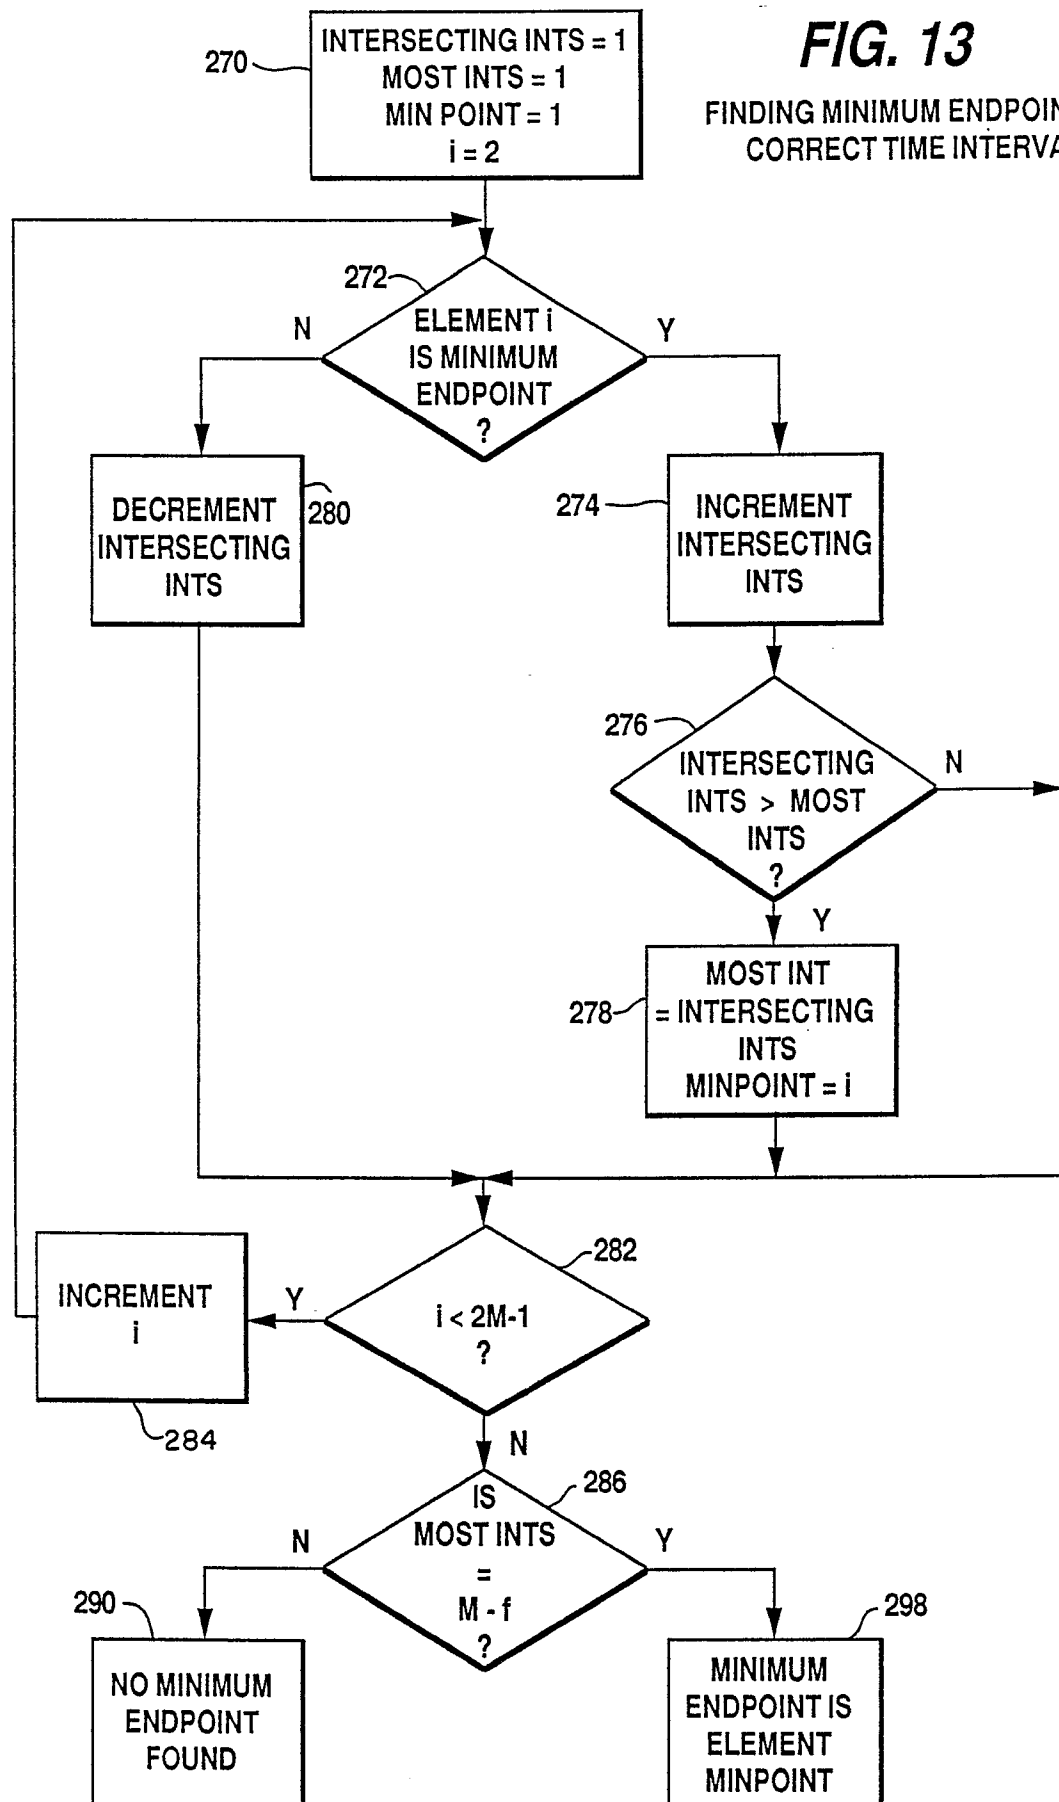 FIG. 13
FINDING MINIMUM ENDPOIN
CORRECT TIME INTERVA
270
INTERSECTING INTS = 1
MOST INTS = 1
MIN POINT = 1
i = 2
272
N
ELEMENT i
IS MINIMUM
ENDPOINT
?
Y
DECREMENT
INTERSECTING
INTS
280
274
INCREMENT
INTERSECTING
INTS
276
INTERSECTING
INTS > MOST
INTS
?
N
Y
278
MOST INT
= INTERSECTING
INTS
MINPOINT = i
282
INCREMENT
i
Y
i < 2M-1
?
284
N
286
IS
MOST INTS
=
M - f
?
N
Y
290
298
NO MINIMUM
ENDPOINT
FOUND
MINIMUM
ENDPOINT IS
ELEMENT
MINPOINT